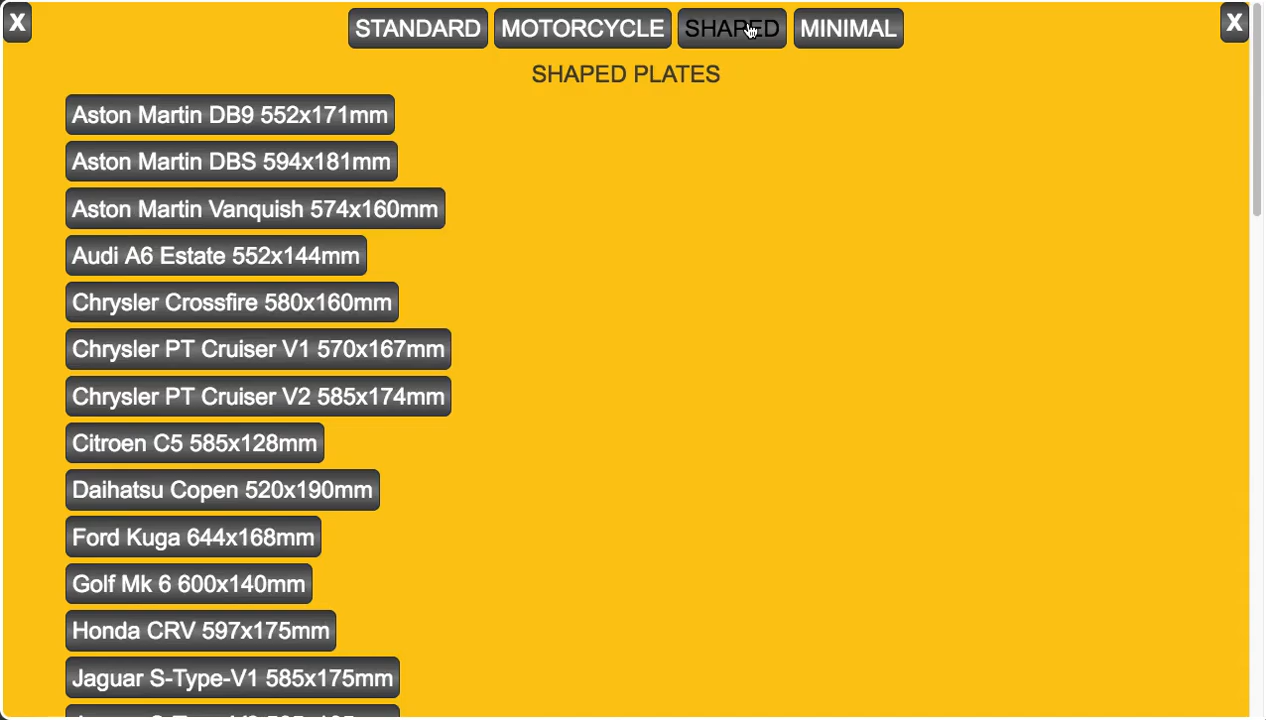 X
STANDARD MOTORCYCLE SHAPED MINIMAL
X
SHAPED PLATES
Aston Martin DB9 552x171mm
Aston Martin DBS 594x181mm
Aston Martin Vanquish 574x160mm
Audi A6 Estate 552x144mm
Chrysler Crossfire 580x160mm
Chrysler PT Cruiser V1 570x167mm
Chrysler PT Cruiser V2 585x174mm
Citroen C5 585x128mm
Daihatsu Copen 520x190mm
Ford Kuga 644x168mm
Golf Mk 6 600x140mm
Honda CRV 597x175mm
Jaguar S-Type-V1 585x175mm